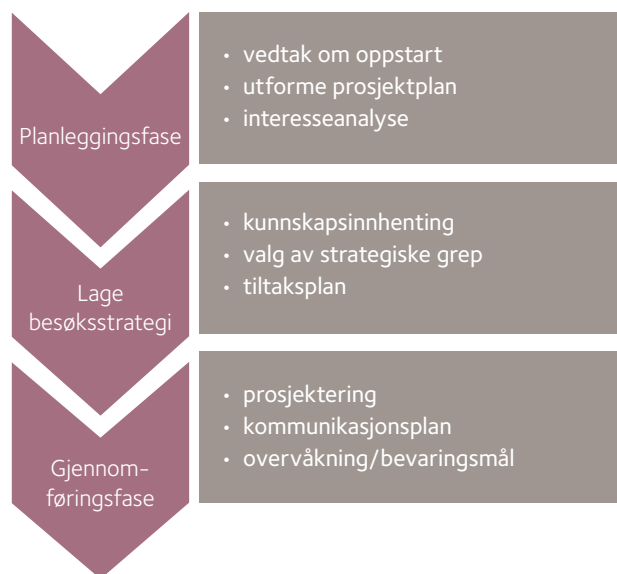 Planleggingsfase
• vedtak om oppstart
• utforme prosjektplan
• interesseanalyse
Lage
besøksstrategi
• kunnskapsinnhenting
• valg av strategiske grep
• tiltaksplan
Gjennom-
føringsfase
• prosjektering
• kommunikasjonsplan
• overvåkning/bevaringsmål